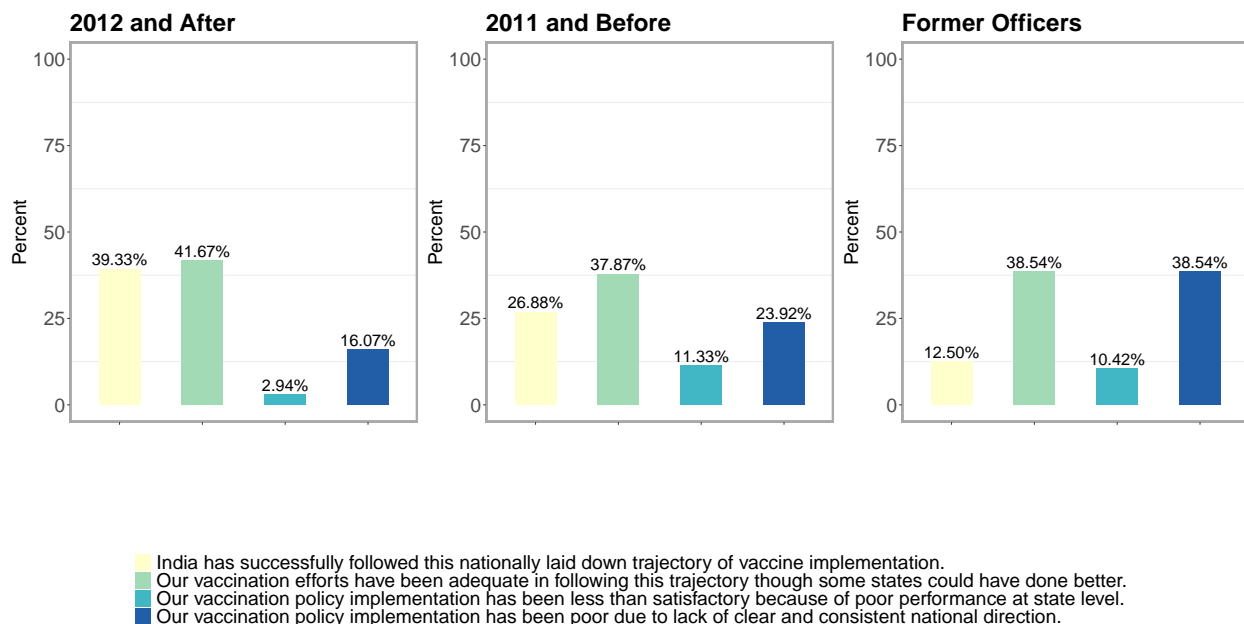 2012 and After
2011 and Before
Former Officers
100
75
50
25
0
Percent
39.33%
41.67%
2.94%
16.07%
100
75
50
25
0
Percent
26.88%
37.87%
11.33%
23.92%
100
75
50
25
0
Percent
12.50%
38.54%
10.42%
38.54%
India has successfully followed this nationally laid down trajectory of vaccine implementation.
Our vaccination efforts have been adequate in following this trajectory though some states could have done better.
Our vaccination policy implementation has been less than satisfactory because of poor performance at state level.
Our vaccination policy implementation has been poor due to lack of clear and consistent national direction.